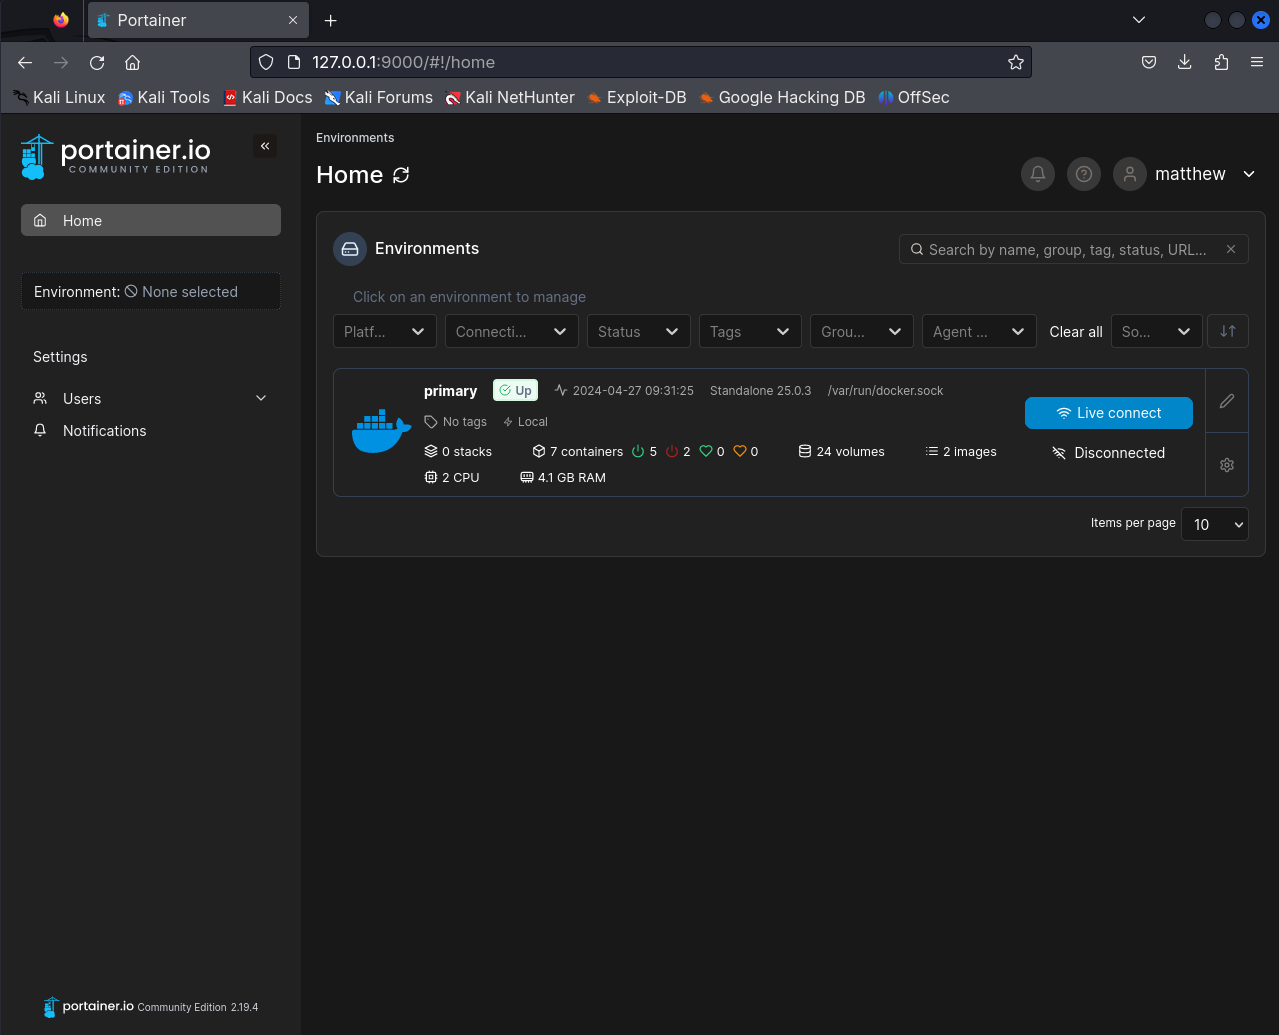 Portainer
127.0.0.1:9000/#!/home
Kali Linux Kali Tools Kali Docs Kali Forums Kali NetHunter Exploit-DB Google Hacking DB OffSec
portainer.io
COMMUNITY EDITION
Home
Environment: None selected
Settings
Users
Notifications
portainer.io Community Edition 2.19.4
Environments
Home
matthew
Environments
Search by name, group, tag, status, URL...
Click on an environment to manage
Platf... Connecti... Status Tags Grou... Agent ... Clear all So...
primary Up 2024-04-27 09:31:25 Standalone 25.0.3 /var/run/docker.sock
Live connect
No tags Local
0 stacks 7 containers 5 2 0 0 24 volumes 2 images
Disconnected
2 CPU 4.1 GB RAM
Items per page 10